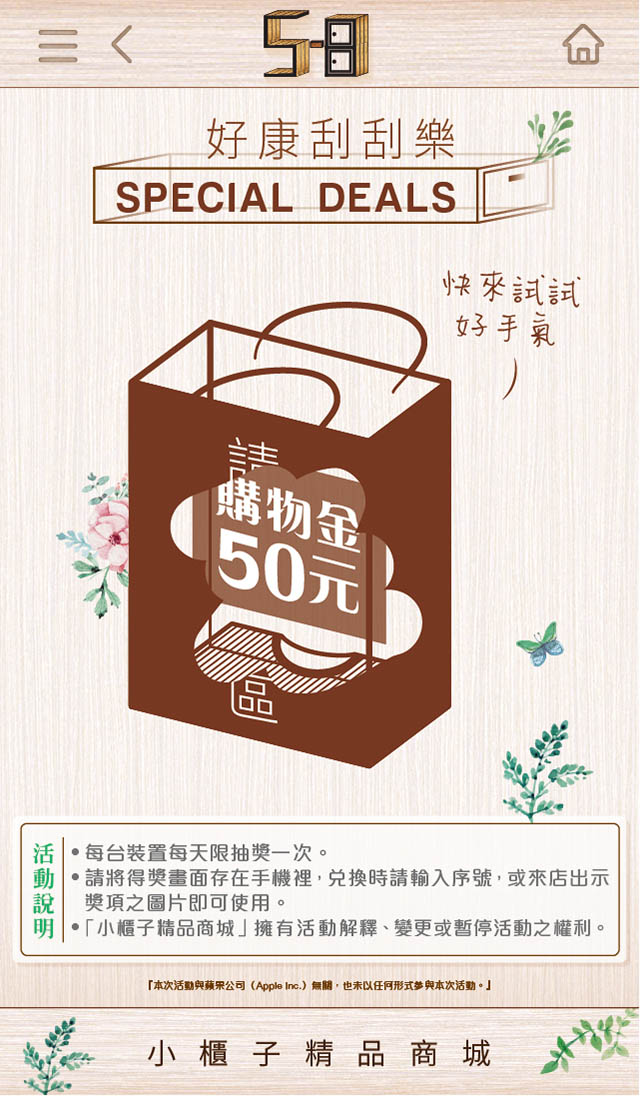 5-8
好康刮刮樂
SPECIAL DEALS
快來試試
好手氣
請
購物金
50元
區
活動說明
•每台裝置每天限抽獎一次。
•請將得獎畫面存在手機裡，兌換時請輸入序號，或來店出示
獎項之圖片即可使用。
•「小櫃子精品商城」擁有活動解釋、變更或暫停活動之權利。
『本次活動與蘋果公司（Apple Inc.）無關，也未以任何形式參與本次活動。』
小櫃子精品商城